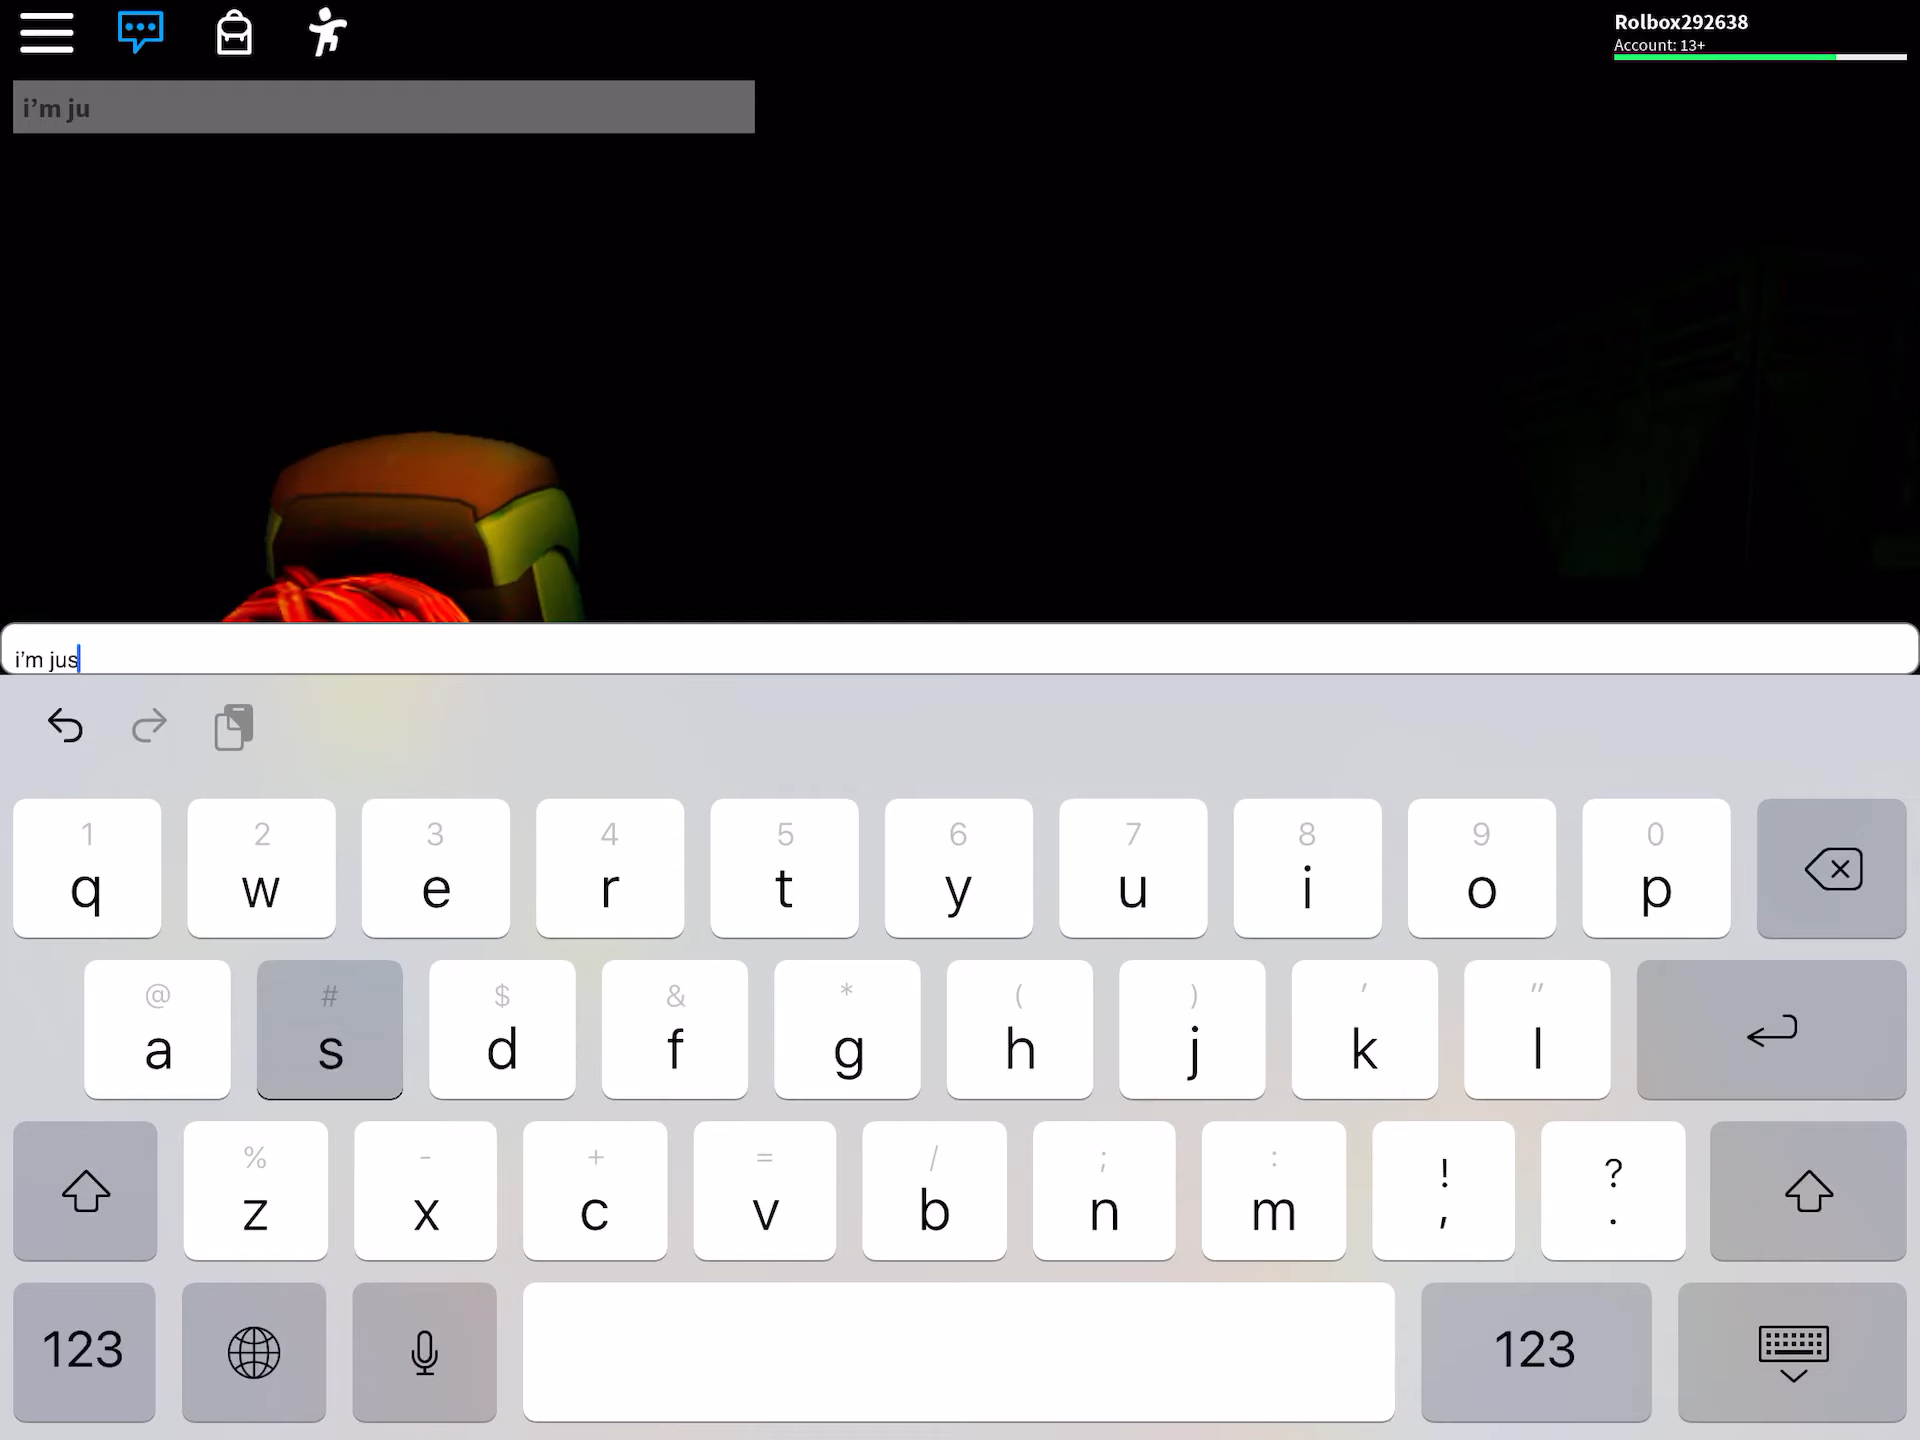 Rolbox292638
Account: 13+
i’m ju
i’m jus
1 2 3 4 5 6 7 8 9 0
q w e r t y u i o p
@ # $ & * ( ) ′ ″
a s d f g h j k l
% - + = / ; : ! ?
z x c v b n m , .
123 123